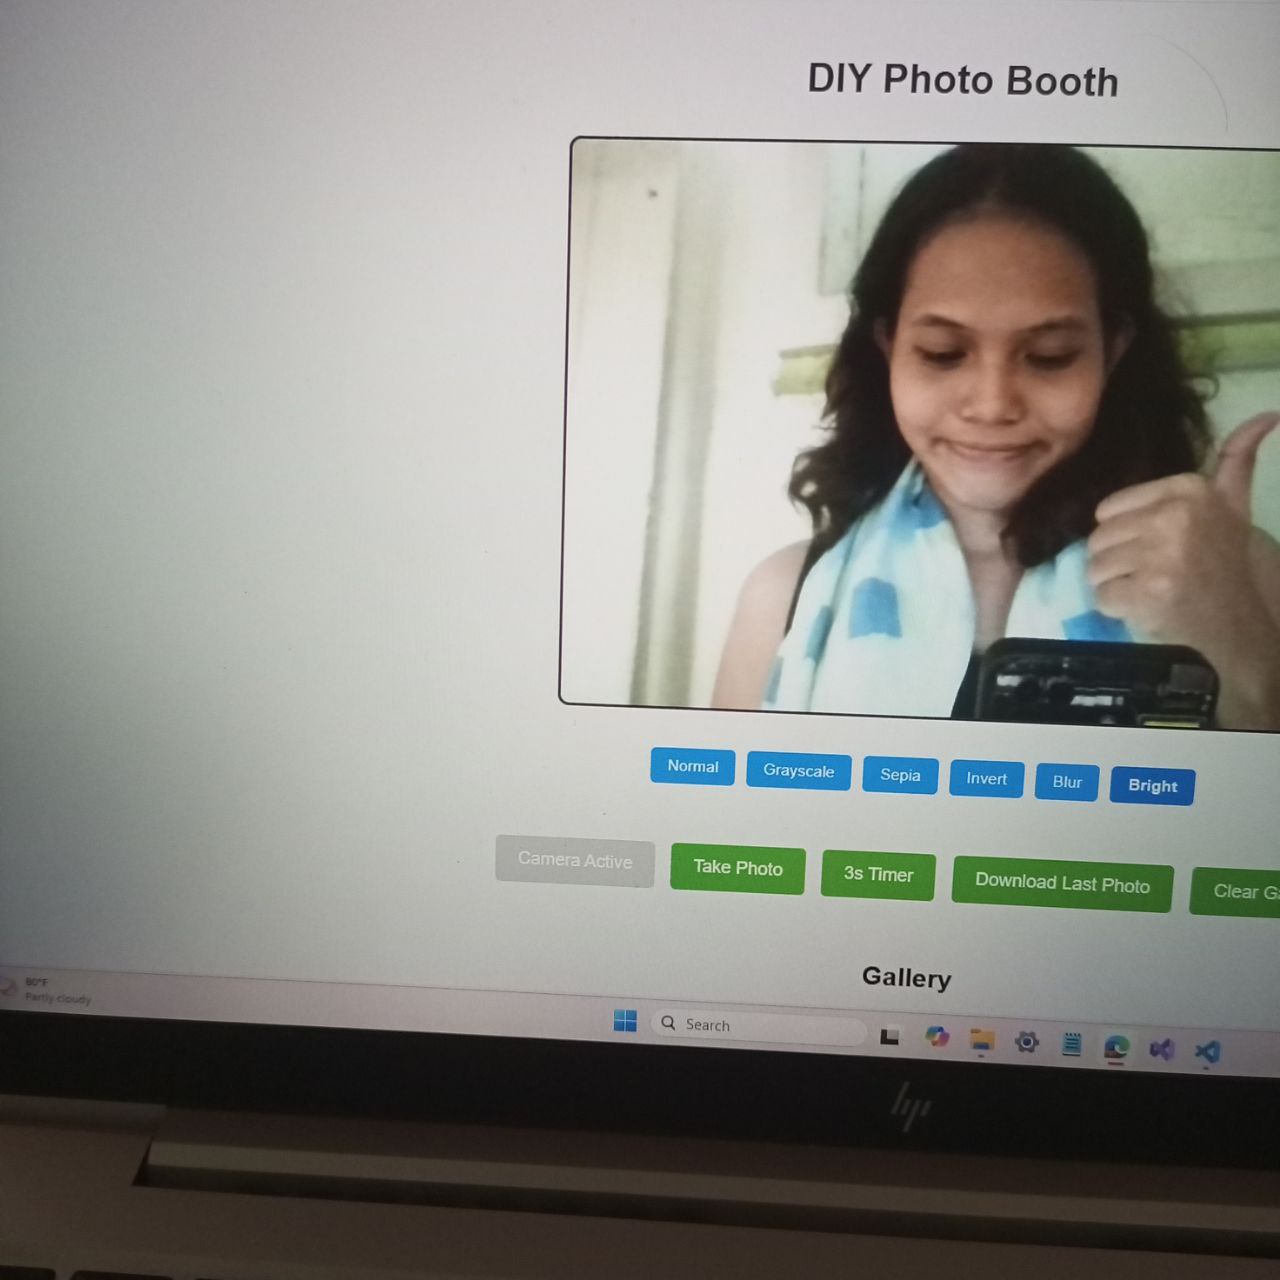 DIY Photo Booth
Normal Grayscale Sepia Invert Blur Bright
Camera Active Take Photo 3s Timer Download Last Photo Clear
Gallery
80°F
Partly cloudy
Search
hp